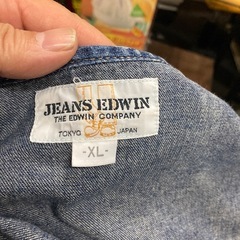 JEANS EDWIN
THE EDWIN COMPANY
TOKYO JAPAN
-XL-